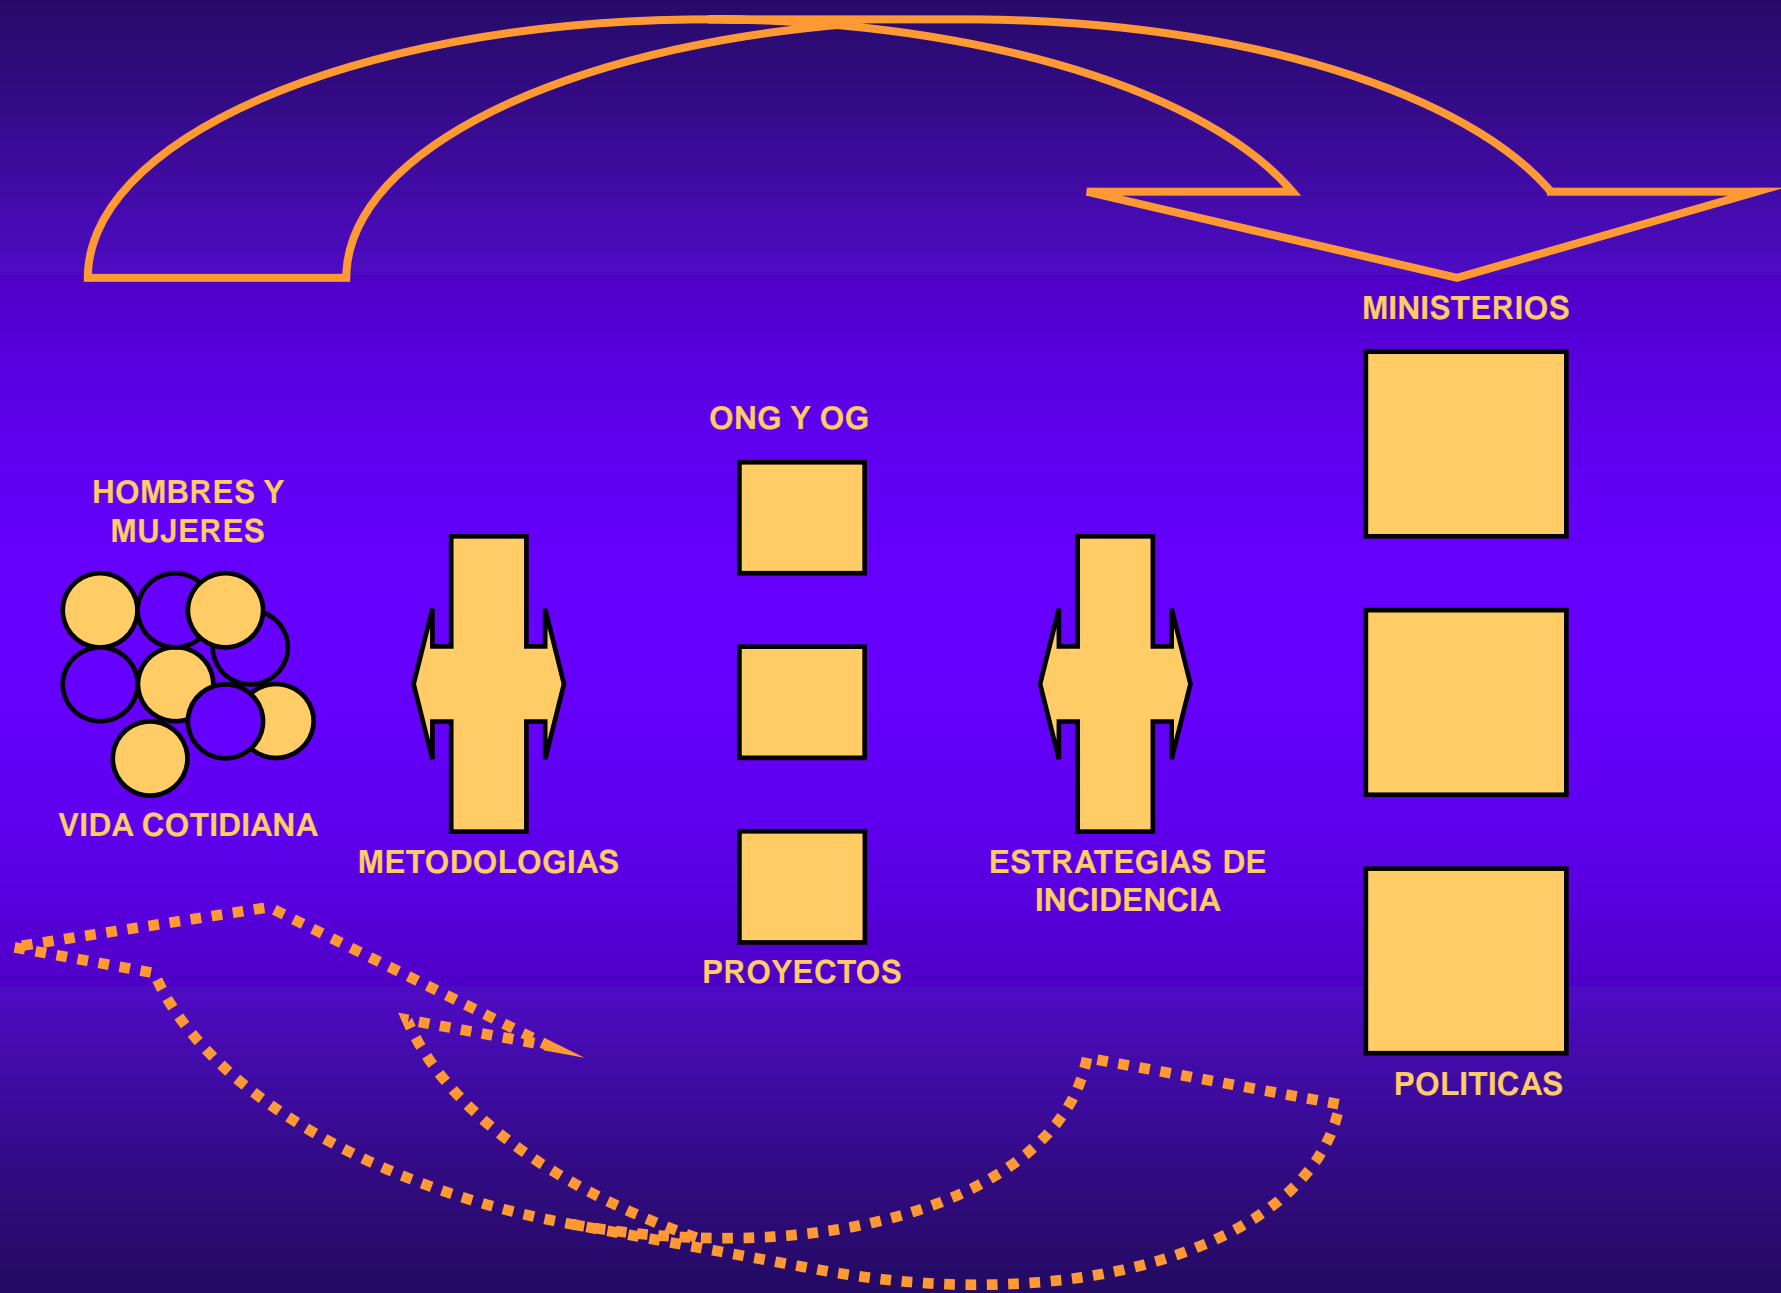 MINISTERIOS
ONG Y OG
HOMBRES Y
MUJERES
VIDA COTIDIANA
METODOLOGIAS
ESTRATEGIAS DE
INCIDENCIA
PROYECTOS
POLITICAS